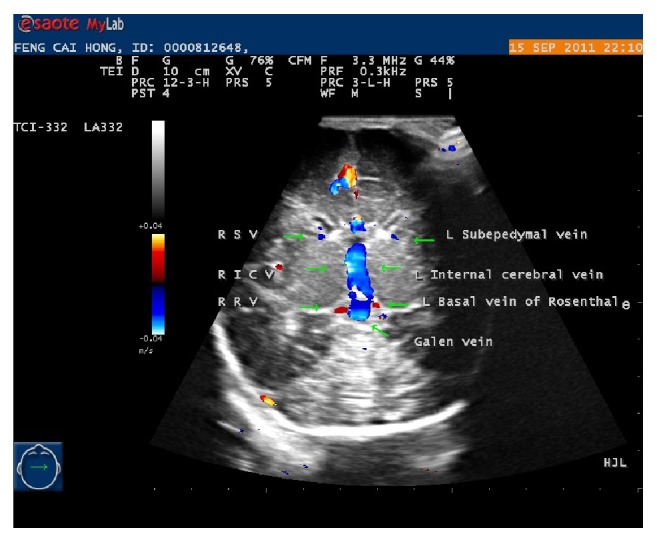 esaote MyLab
FENG CAI HONG, ID: 0000812648, 15 SEP 2011 22:10
B F G G 76% CFM F 3.3 MHz G 44%
TEI D 10 cm XV C PRF 0.3kHz
PRC 12-3-H PRS 5 PRC 3-L-H PRS 5
PST 4 WF M S |
TCI-332 LA332
+0.04
R S V L Subepedymal vein
R I C V L Internal cerebral vein
R R V L Basal vein of Rosenthal e
-0.04
m/s
Galen vein
HJL